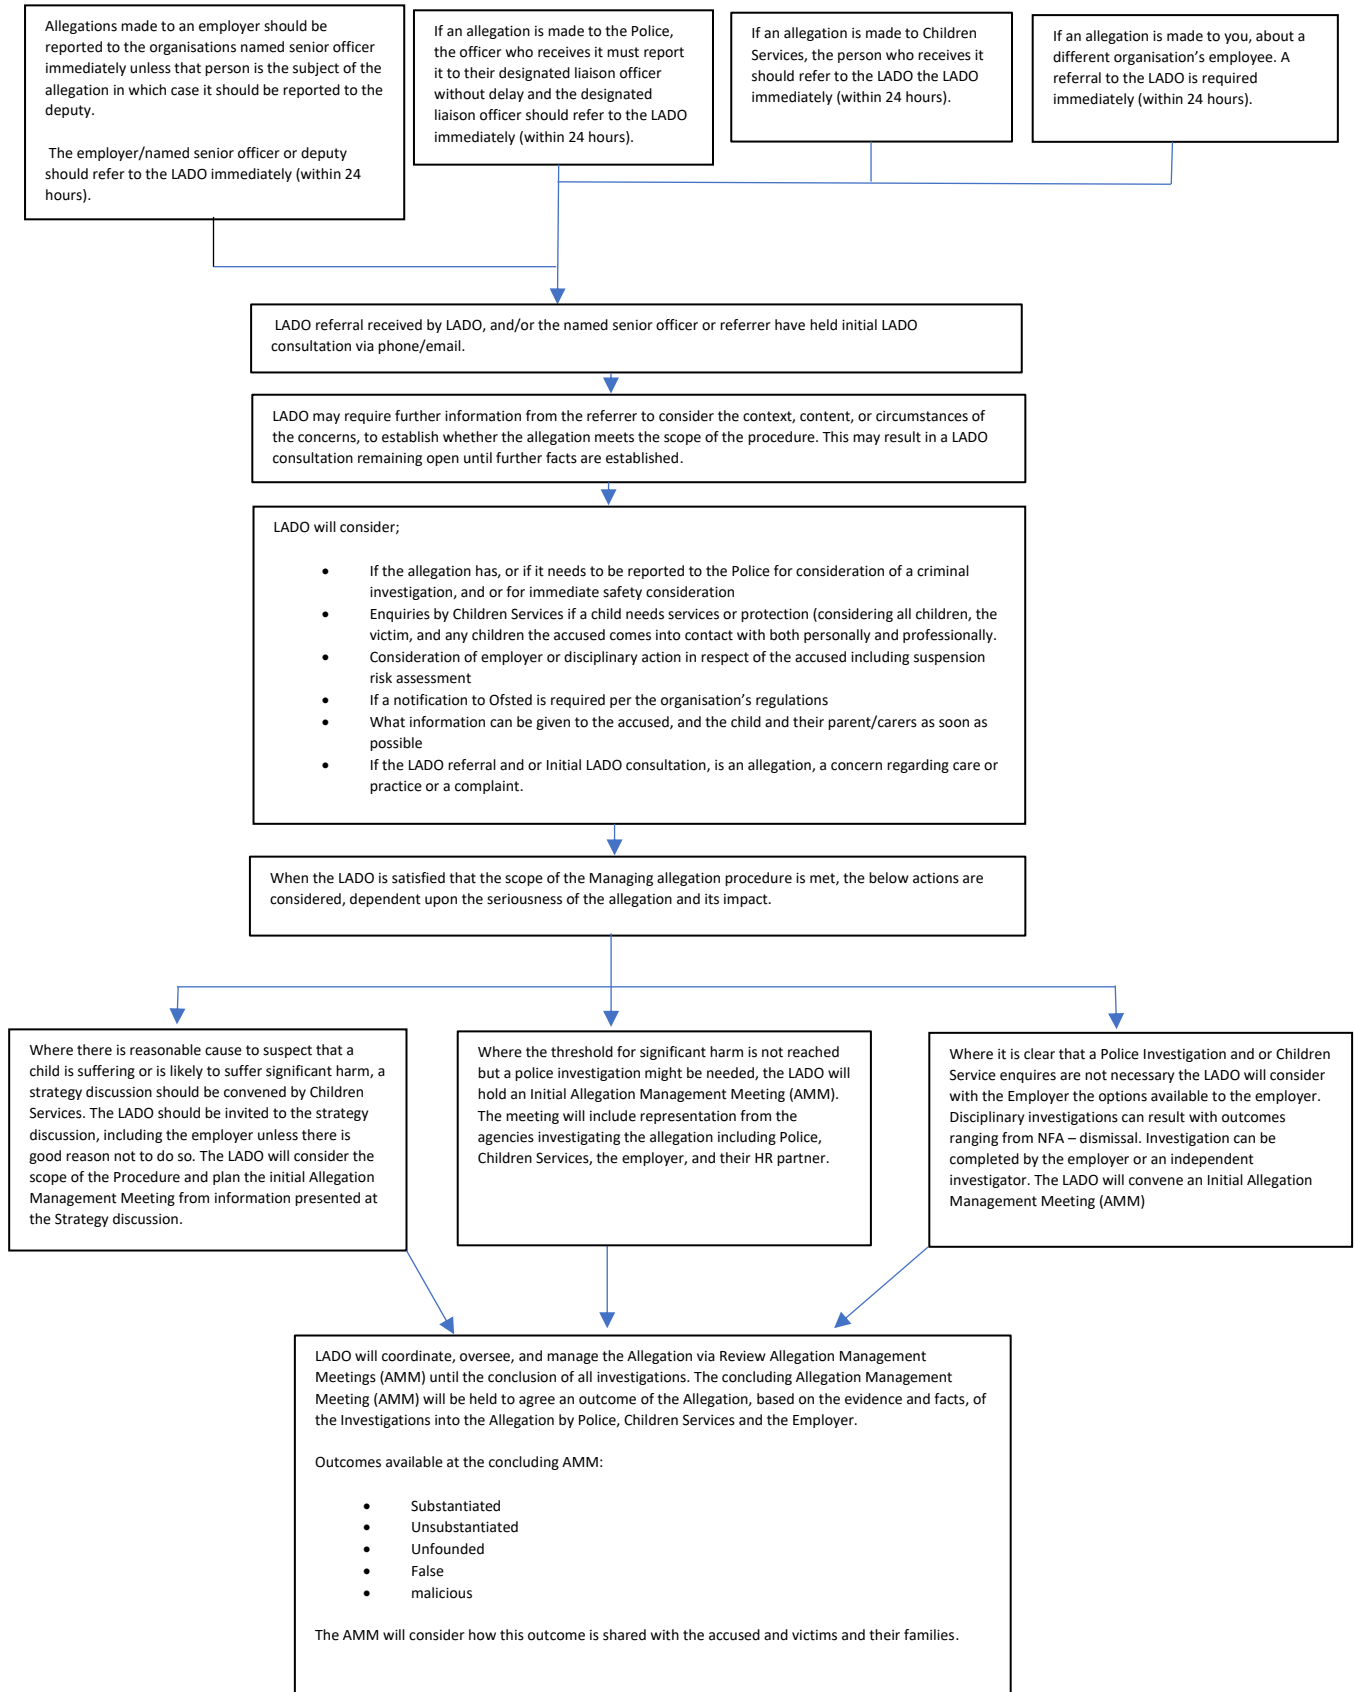 Allegations made to an employer should be
reported to the organisations named senior officer
immediately unless that person is the subject of the
allegation in which case it should be reported to the
deputy.
The employer/named senior officer or deputy
should refer to the LADO immediately (within 24
hours).
If an allegation is made to the Police,
the officer who receives it must report
it to their designated liaison officer
without delay and the designated
liaison officer should refer to the LADO
immediately (within 24 hours).
If an allegation is made to Children
Services, the person who receives it
should refer to the LADO the LADO
immediately (within 24 hours).
If an allegation is made to you, about a
different organisation’s employee. A
referral to the LADO is required
immediately (within 24 hours).
LADO referral received by LADO, and/or the named senior officer or referrer have held initial LADO
consultation via phone/email.
LADO may require further information from the referrer to consider the context, content, or circumstances of
the concerns, to establish whether the allegation meets the scope of the procedure. This may result in a LADO
consultation remaining open until further facts are established.
LADO will consider;
• If the allegation has, or if it needs to be reported to the Police for consideration of a criminal
investigation, and or for immediate safety consideration
• Enquiries by Children Services if a child needs services or protection (considering all children, the
victim, and any children the accused comes into contact with both personally and professionally.
• Consideration of employer or disciplinary action in respect of the accused including suspension
risk assessment
• If a notification to Ofsted is required per the organisation’s regulations
• What information can be given to the accused, and the child and their parent/carers as soon as
possible
• If the LADO referral and or Initial LADO consultation, is an allegation, a concern regarding care or
practice or a complaint.
When the LADO is satisfied that the scope of the Managing allegation procedure is met, the below actions are
considered, dependent upon the seriousness of the allegation and its impact.
Where there is reasonable cause to suspect that a
child is suffering or is likely to suffer significant harm, a
strategy discussion should be convened by Children
Services. The LADO should be invited to the strategy
discussion, including the employer unless there is
good reason not to do so. The LADO will consider the
scope of the Procedure and plan the initial Allegation
Management Meeting from information presented at
the Strategy discussion.
Where the threshold for significant harm is not reached
but a police investigation might be needed, the LADO will
hold an Initial Allegation Management Meeting (AMM).
The meeting will include representation from the
agencies investigating the allegation including Police,
Children Services, the employer, and their HR partner.
Where it is clear that a Police Investigation and or Children
Service enquires are not necessary the LADO will consider
with the Employer the options available to the employer.
Disciplinary investigations can result with outcomes
ranging from NFA – dismissal. Investigation can be
completed by the employer or an independent
investigator. The LADO will convene an Initial Allegation
Management Meeting (AMM)
LADO will coordinate, oversee, and manage the Allegation via Review Allegation Management
Meetings (AMM) until the conclusion of all investigations. The concluding Allegation Management
Meeting (AMM) will be held to agree an outcome of the Allegation, based on the evidence and facts, of
the Investigations into the Allegation by Police, Children Services and the Employer.
Outcomes available at the concluding AMM:
• Substantiated
• Unsubstantiated
• Unfounded
• False
• malicious
The AMM will consider how this outcome is shared with the accused and victims and their families.